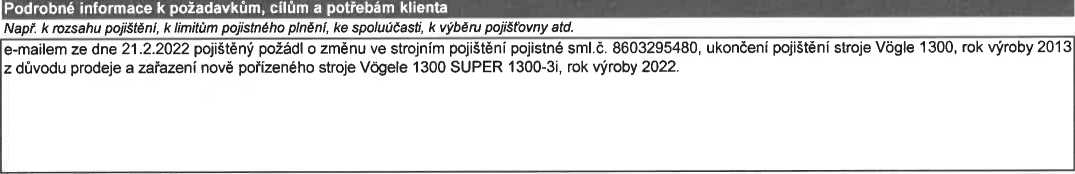 Podrobné informace k požadavkům, cílům a potřebám klienta
Např. k rozsahu pojištění, k limitům pojistného plnění, ke spoluúčasti, k výběru pojišťovny atd.
e-mailem ze dne 21.2.2022 pojištěný požádl o změnu ve strojním pojištění pojistné sml.č. 8603295480, ukončení pojištění stroje Vögle 1300, rok výroby 2013
z důvodu prodeje a zařazení nově pořízeného stroje Vögele 1300 SUPER 1300-3i, rok výroby 2022.